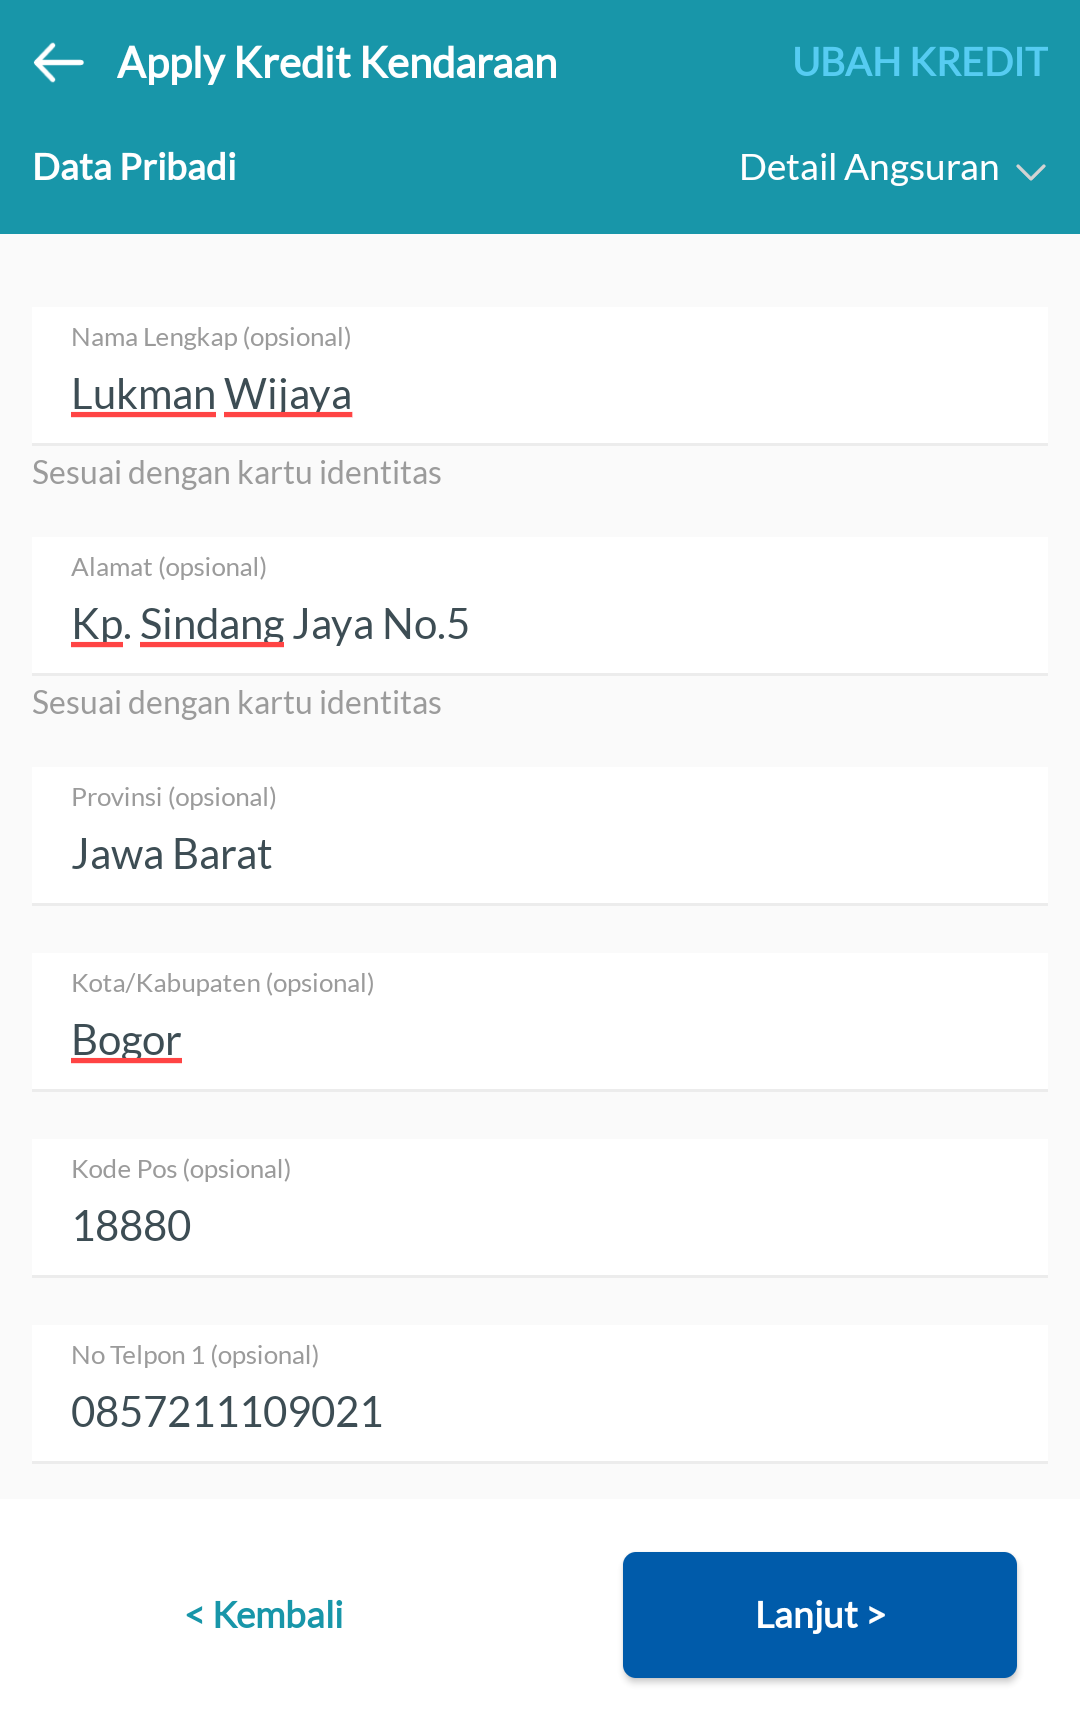 Apply Kredit Kendaraan UBAH KREDIT
Data Pribadi Detail Angsuran
Nama Lengkap (opsional)
Lukman Wijaya
Sesuai dengan kartu identitas
Alamat (opsional)
Kp. Sindang Jaya No.5
Sesuai dengan kartu identitas
Provinsi (opsional)
Jawa Barat
Kota/Kabupaten (opsional)
Bogor
Kode Pos (opsional)
18880
No Telpon 1 (opsional)
0857211109021
< Kembali Lanjut >